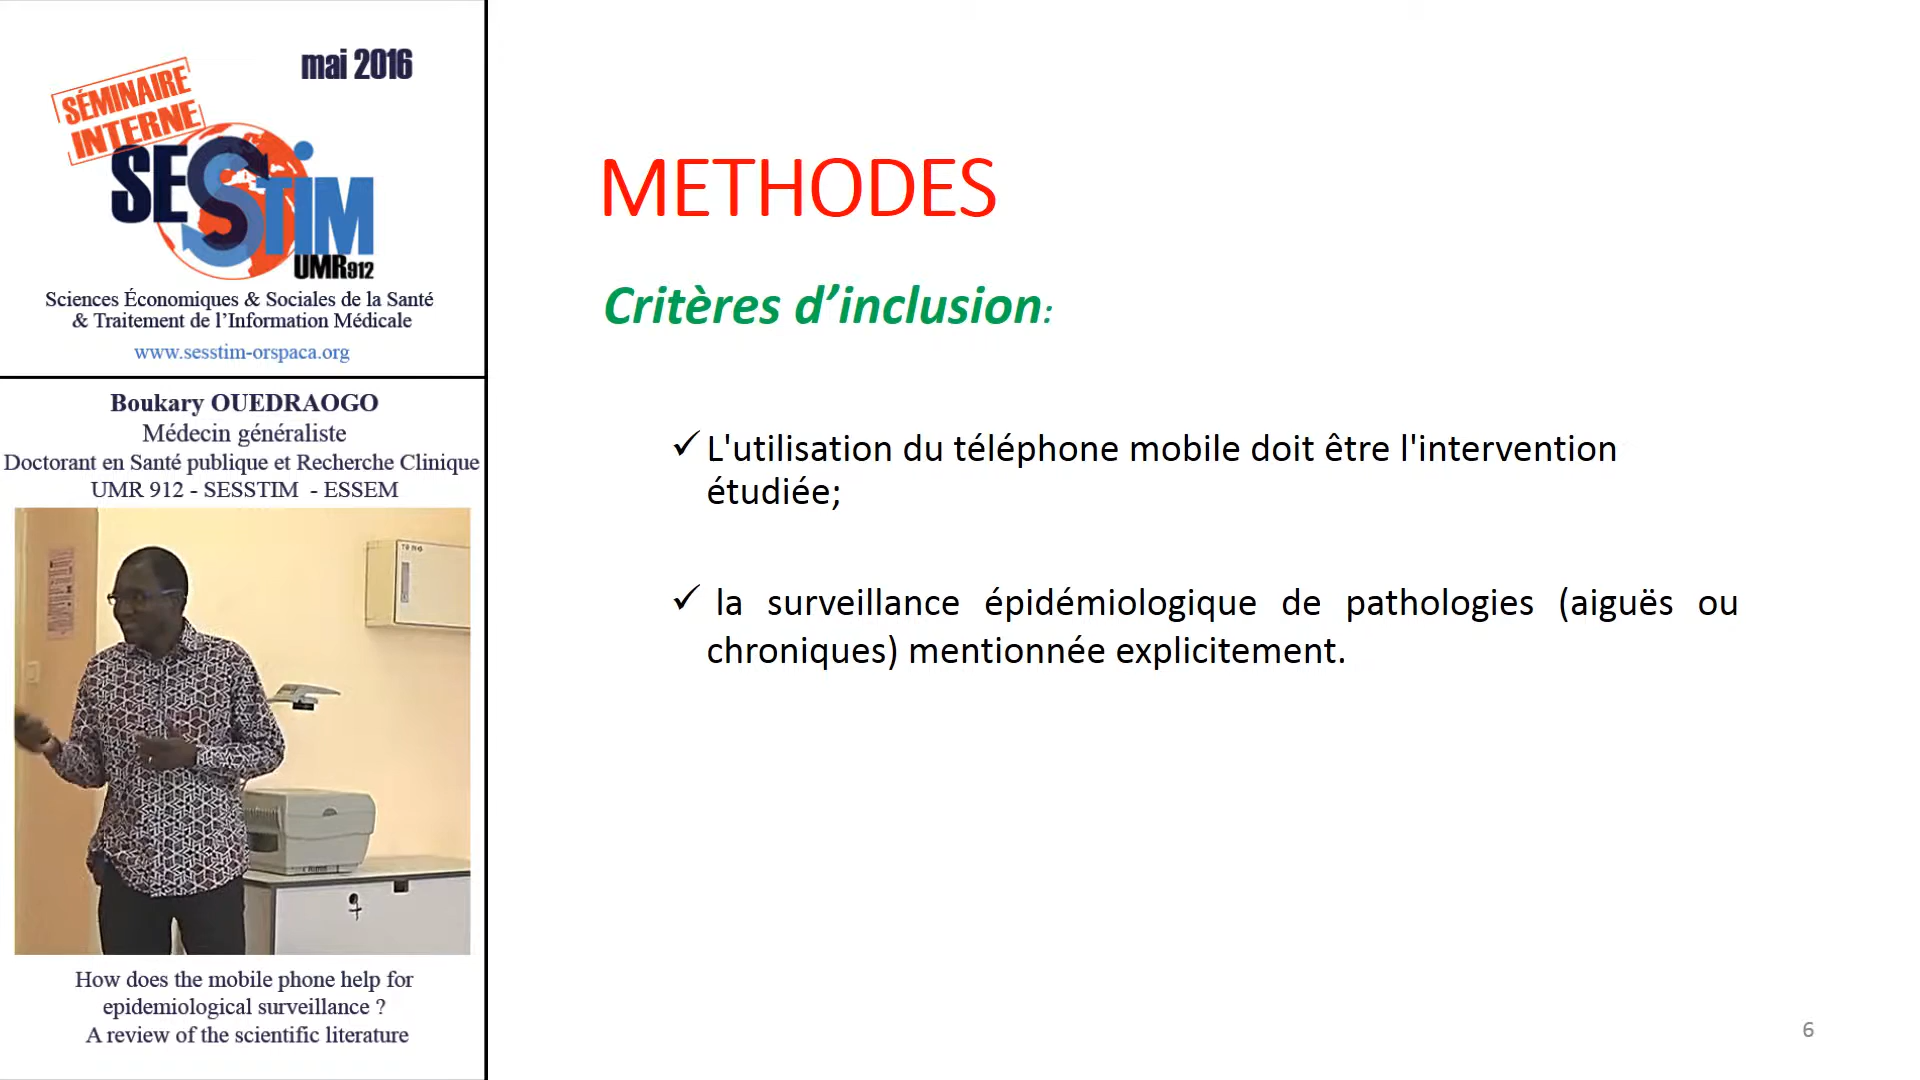 mai 2016
SÉMINAIRE
INTERNE
SESSTIM
UMR912
Sciences Économiques & Sociales de la Santé
& Traitement de l’Information Médicale
www.sesstim-orspaca.org
Boukary OUEDRAOGO
Médecin généraliste
Doctorant en Santé publique et Recherche Clinique
UMR 912 - SESSTIM - ESSEM
How does the mobile phone help for
epidemiological surveillance ?
A review of the scientific literature
METHODES
Critères d’inclusion:
✓ L'utilisation du téléphone mobile doit être l'intervention
étudiée;
✓ la surveillance épidémiologique de pathologies (aiguës ou
chroniques) mentionnée explicitement.
6